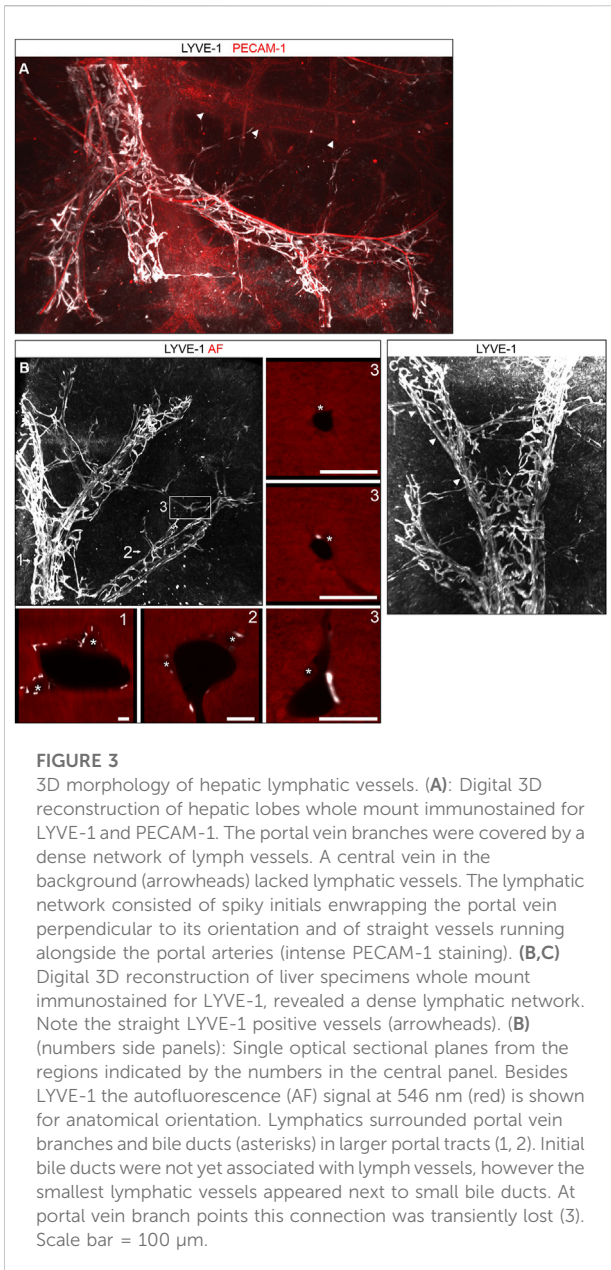 LYVE-1 PECAM-1
A
LYVE-1 AF
B
3
3
3
1
2
1
2
3
LYVE-1
C
FIGURE 3
3D morphology of hepatic lymphatic vessels. (A): Digital 3D
reconstruction of hepatic lobes whole mount immunostained for
LYVE-1 and PECAM-1. The portal vein branches were covered by a
dense network of lymph vessels. A central vein in the
background (arrowheads) lacked lymphatic vessels. The lymphatic
network consisted of spiky initials enwrapping the portal vein
perpendicular to its orientation and of straight vessels running
alongside the portal arteries (intense PECAM-1 staining). (B,C)
Digital 3D reconstruction of liver specimens whole mount
immunostained for LYVE-1, revealed a dense lymphatic network.
Note the straight LYVE-1 positive vessels (arrowheads). (B)
(numbers side panels): Single optical sectional planes from the
regions indicated by the numbers in the central panel. Besides
LYVE-1 the autofluorescence (AF) signal at 546 nm (red) is shown
for anatomical orientation. Lymphatics surrounded portal vein
branches and bile ducts (asterisks) in larger portal tracts (1, 2). Initial
bile ducts were not yet associated with lymph vessels, however the
smallest lymphatic vessels appeared next to small bile ducts. At
portal vein branch points this connection was transiently lost (3).
Scale bar = 100 µm.